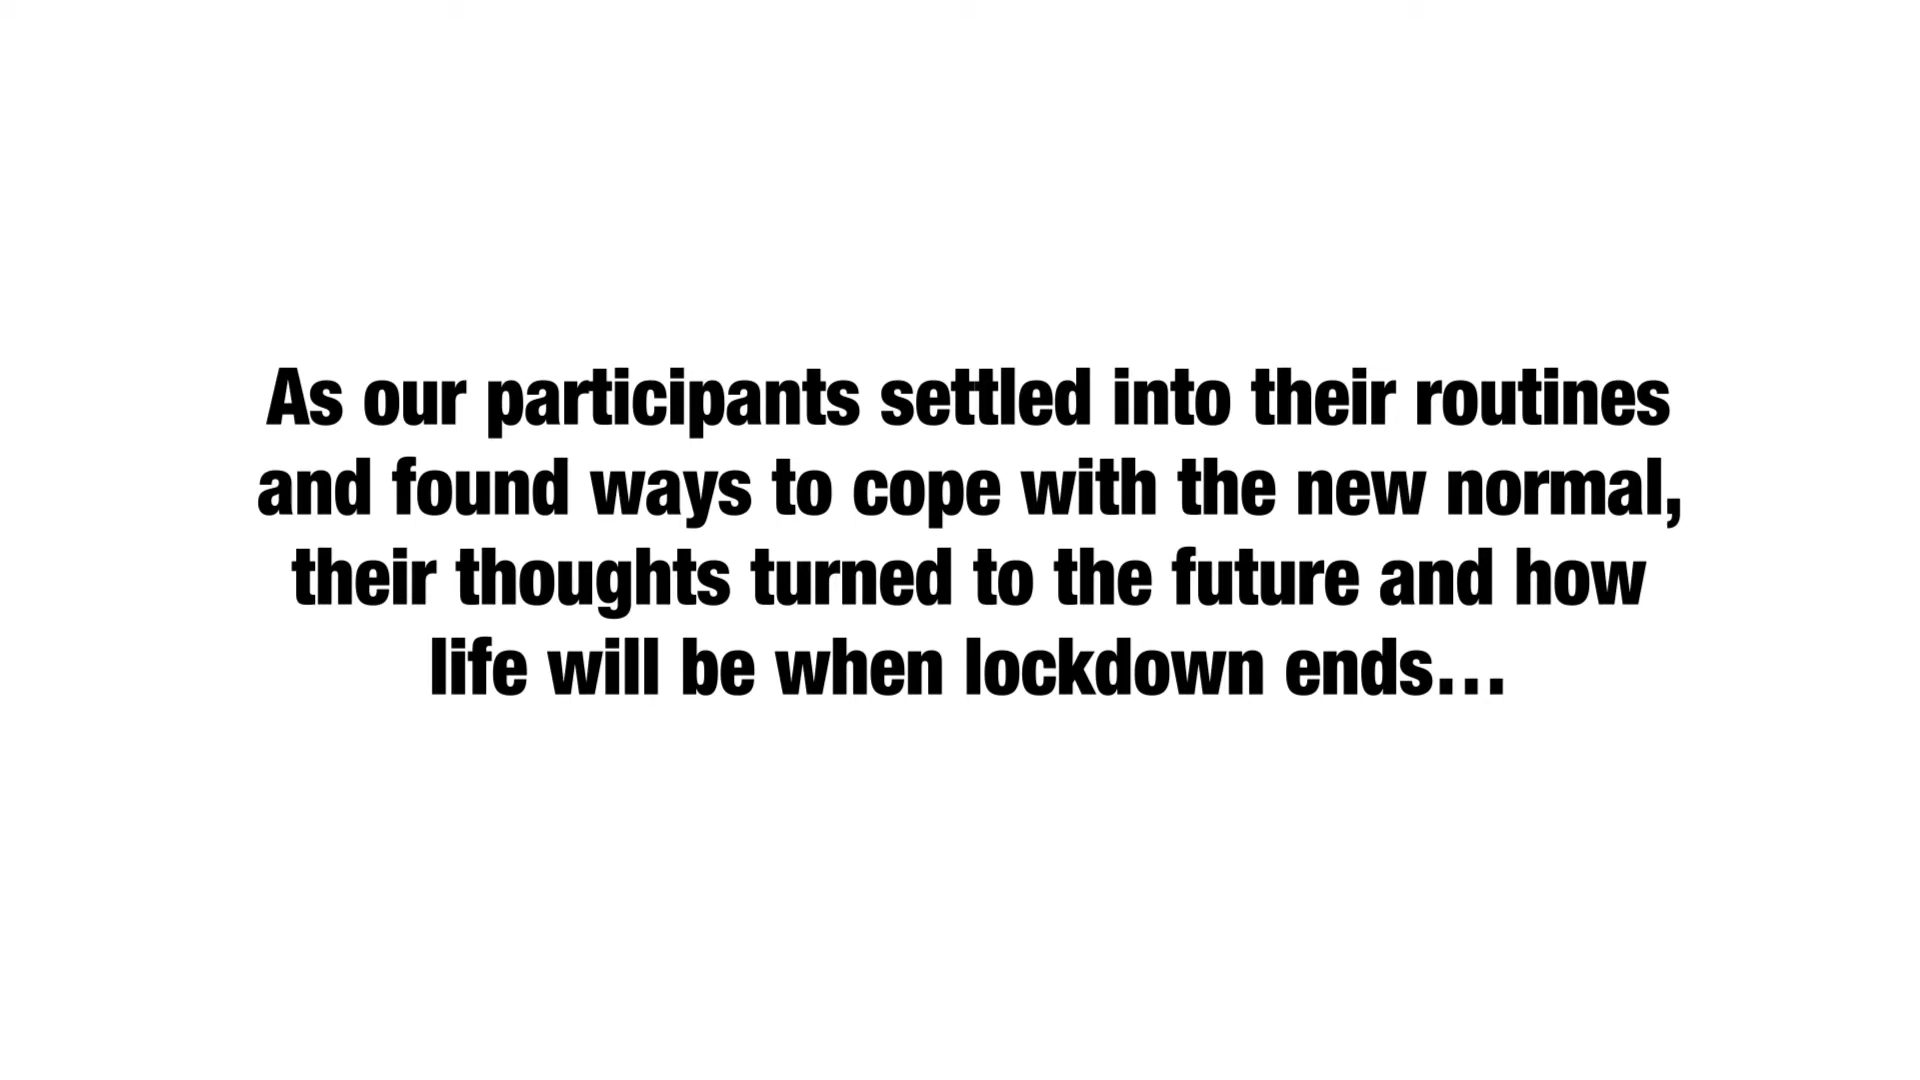 As our participants settled into their routines
and found ways to cope with the new normal,
their thoughts turned to the future and how
life will be when lockdown ends…